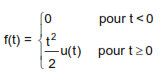 f(t) = { 0 pour t < 0
t²/2 u(t) pour t ≥ 0